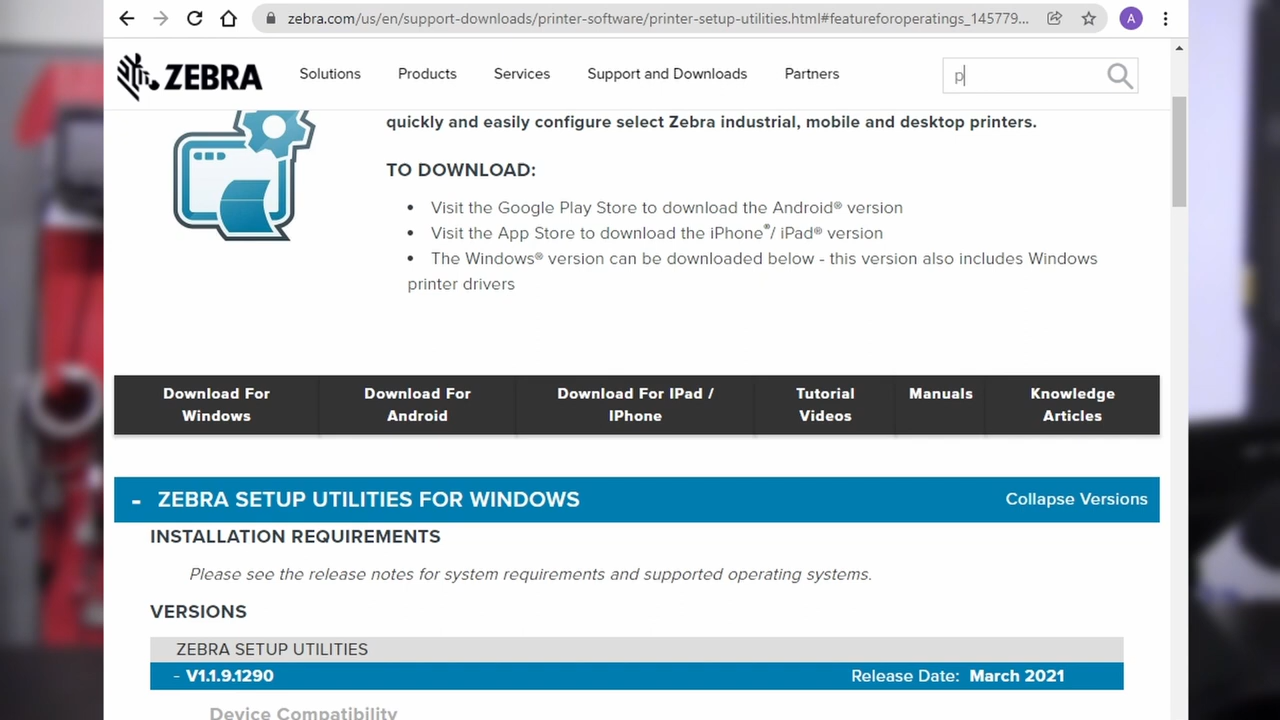 zebra.com/us/en/support-downloads/printer-software/printer-setup-utilities.html#featureforoperatings_145779...
A
ZEBRA
Solutions
Products
Services
Support and Downloads
Partners
p
quickly and easily configure select Zebra industrial, mobile and desktop printers.
TO DOWNLOAD:
• Visit the Google Play Store to download the Android® version
• Visit the App Store to download the iPhone®/ iPad® version
• The Windows® version can be downloaded below - this version also includes Windows
printer drivers
Download For
Windows
Download For
Android
Download For IPad /
IPhone
Tutorial
Videos
Manuals
Knowledge
Articles
- ZEBRA SETUP UTILITIES FOR WINDOWS
Collapse Versions
INSTALLATION REQUIREMENTS
Please see the release notes for system requirements and supported operating systems.
VERSIONS
ZEBRA SETUP UTILITIES
- V1.1.9.1290
Release Date: March 2021
Device Compatibility